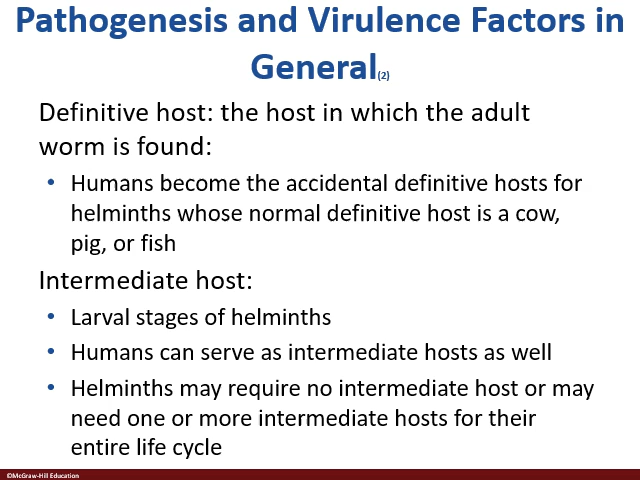 Pathogenesis and Virulence Factors in
General(2)
Definitive host: the host in which the adult
worm is found:
• Humans become the accidental definitive hosts for
helminths whose normal definitive host is a cow,
pig, or fish
Intermediate host:
• Larval stages of helminths
• Humans can serve as intermediate hosts as well
• Helminths may require no intermediate host or may
need one or more intermediate hosts for their
entire life cycle
©McGraw-Hill Education